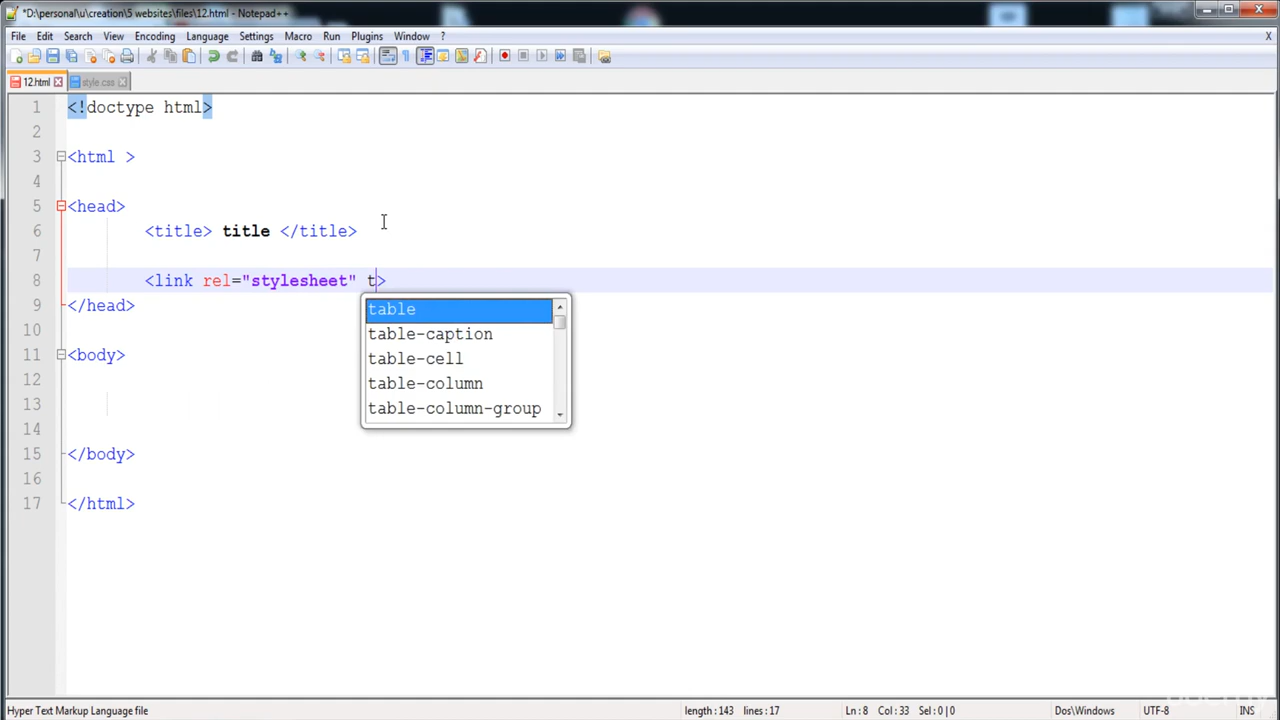 *D:\personal\u\creation\5 websites\files\12.html - Notepad++
File Edit Search View Encoding Language Settings Macro Run Plugins Window ? X
12.html style.css
1 <!doctype html>
2
3 <html >
4
5 <head>
6 <title> title </title>
7
8 <link rel="stylesheet" t>
9 </head>
table
10
table-caption
11 <body>
table-cell
12
table-column
13
table-column-group
14
15 </body>
16
17 </html>
Hyper Text Markup Language file length : 143 lines : 17 Ln : 8 Col : 33 Sel : 0 | 0 Dos\Windows UTF-8 INS